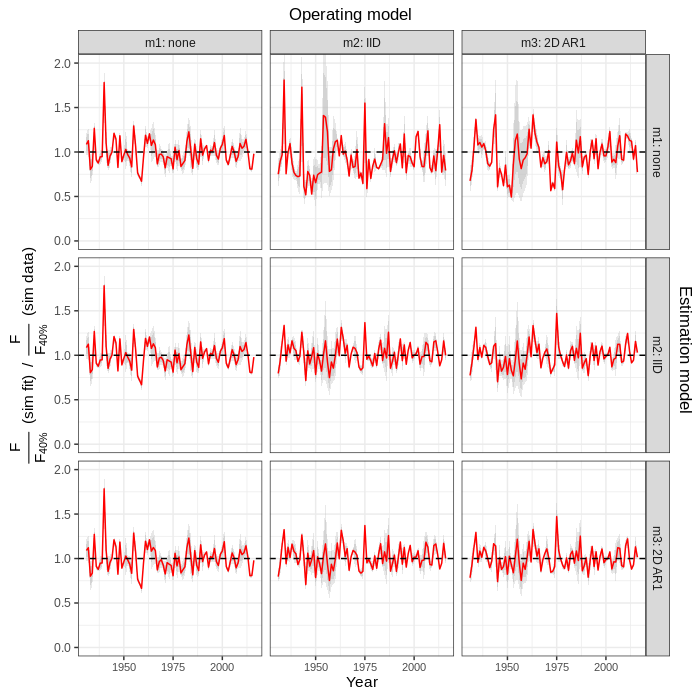 Operating model
m1: none
m2: IID
m3: 2D AR1
2.0
1.5
1.0
0.5
0.0
m1: none
2.0
1.5
1.0
0.5
0.0
m2: IID
2.0
1.5
1.0
0.5
0.0
m3: 2D AR1
F
F40%
(sim fit) /
F
F40%
(sim data)
Estimation model
1950 1975 2000
1950 1975 2000
1950 1975 2000
Year